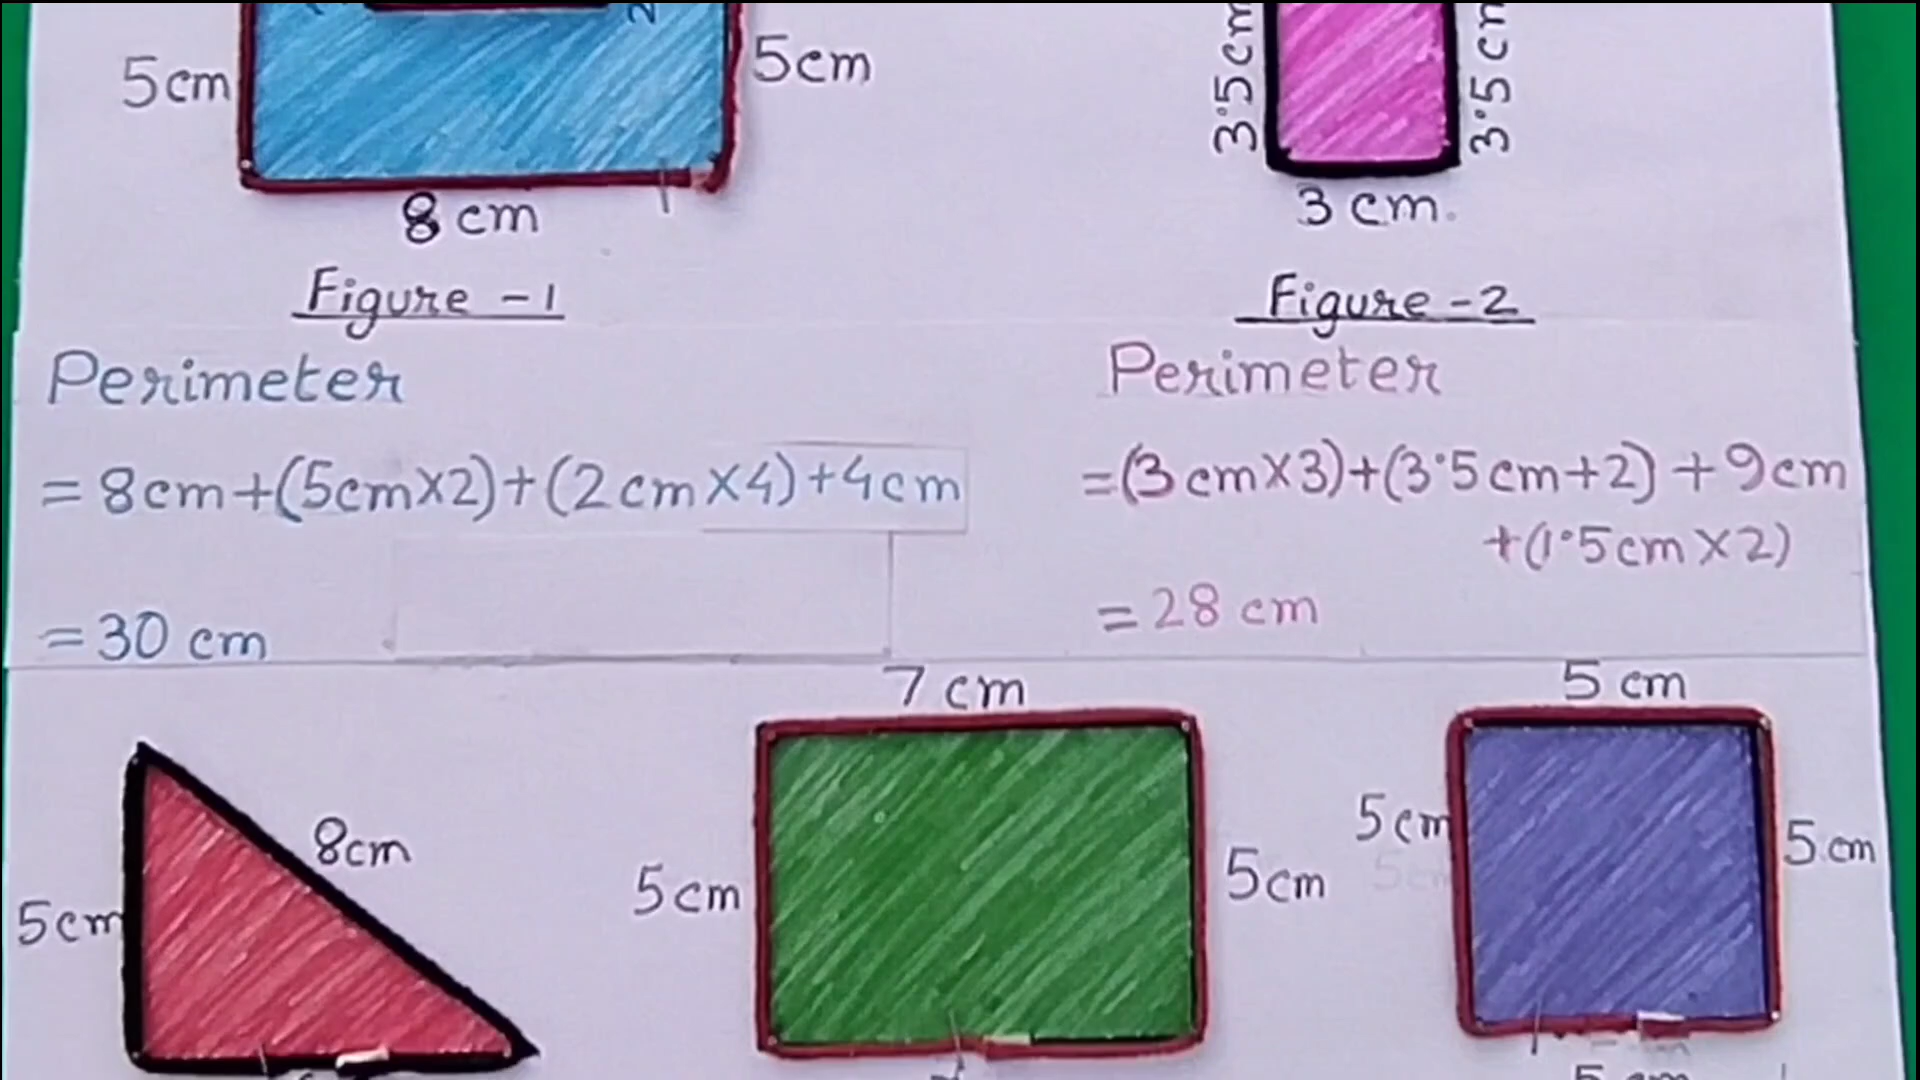 5cm
5cm
8 cm
3.5cm
3.5cm
3 cm.
Figure -1
Figure -2
Perimeter
= 8cm+(5cm×2)+(2cm×4)+4cm
= 30 cm
Perimeter
=(3cm×3)+(3.5cm+2)+9cm
+(1.5cm×2)
= 28 cm
8cm
5cm
7 cm
5cm
5cm
5 cm
5cm
5cm
5 cm